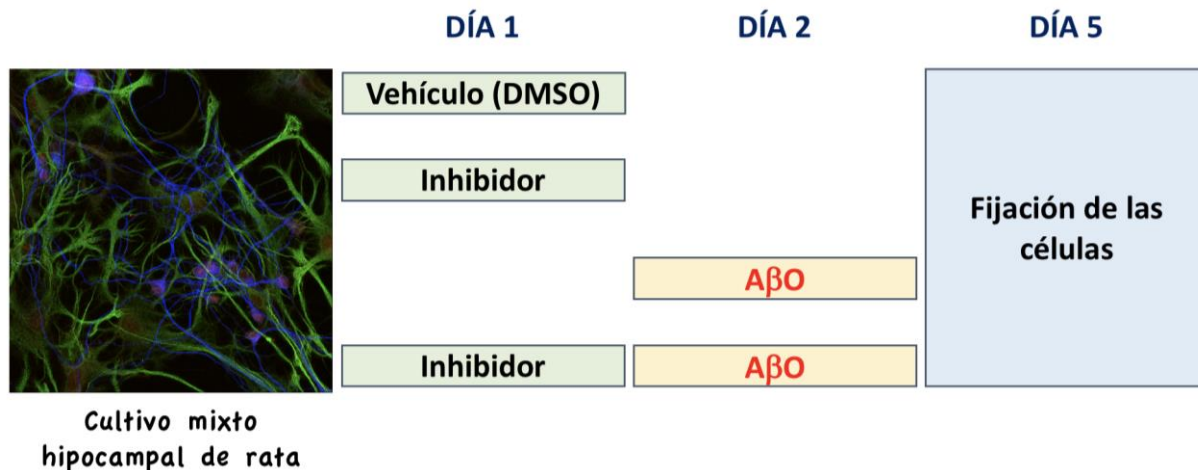 DÍA 1
DÍA 2
DÍA 5
Vehículo (DMSO)
Inhibidor
AβO
Inhibidor
AβO
Fijación de las
células
Cultivo mixto
hipocampal de rata